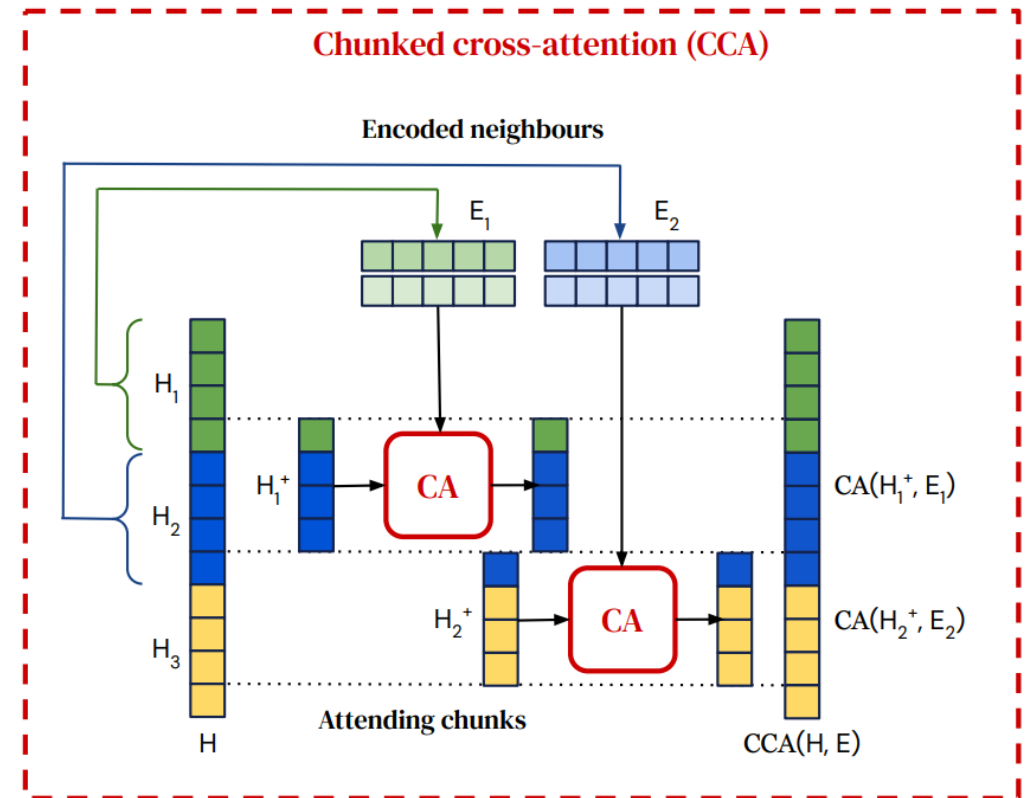 Chunked cross-attention (CCA)
Encoded neighbours
E₁
E₂
H₁
H₁⁺
CA
CA(H₁⁺, E₁)
H₂
H₂⁺
CA
CA(H₂⁺, E₂)
H₃
Attending chunks
H
CCA(H, E)